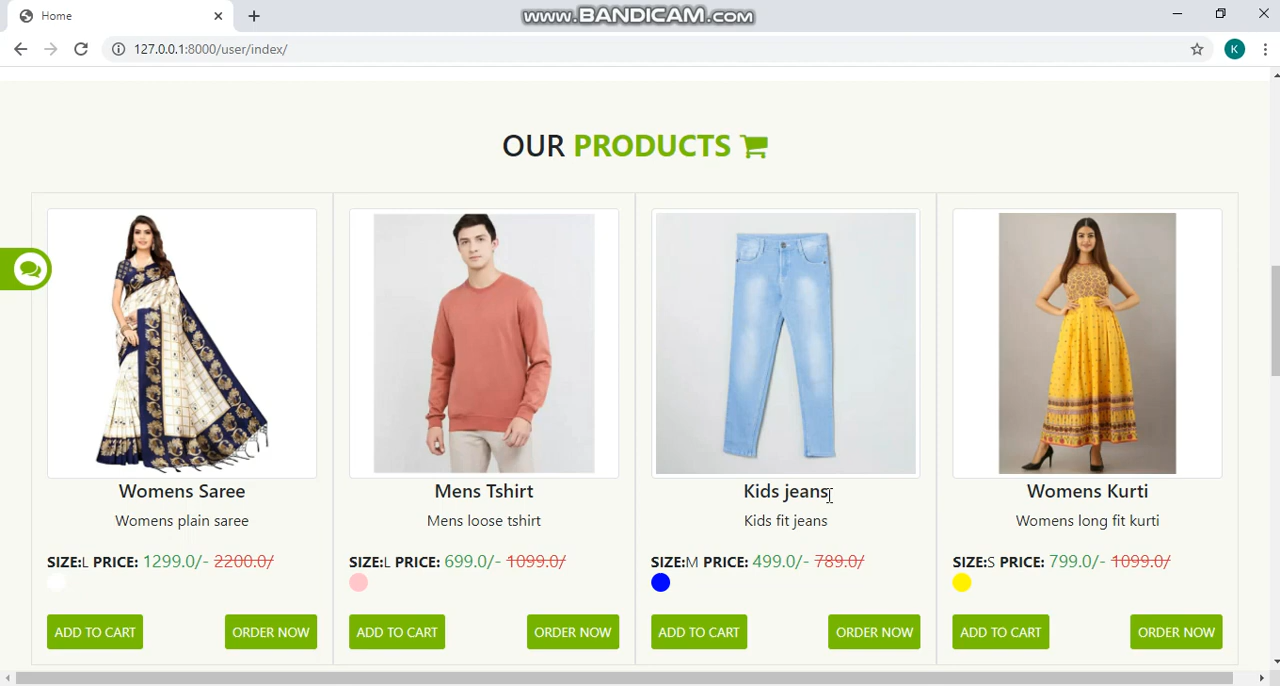 Home
www.BANDICAM.com
127.0.0.1:8000/user/index/
K
OUR PRODUCTS
Womens Saree
Womens plain saree
SIZE:L PRICE: 1299.0/- 2200.0/
ADD TO CART ORDER NOW
Mens Tshirt
Mens loose tshirt
SIZE:L PRICE: 699.0/- 1099.0/
ADD TO CART ORDER NOW
Kids jeans
Kids fit jeans
SIZE:M PRICE: 499.0/- 789.0/
ADD TO CART ORDER NOW
Womens Kurti
Womens long fit kurti
SIZE:S PRICE: 799.0/- 1099.0/
ADD TO CART ORDER NOW